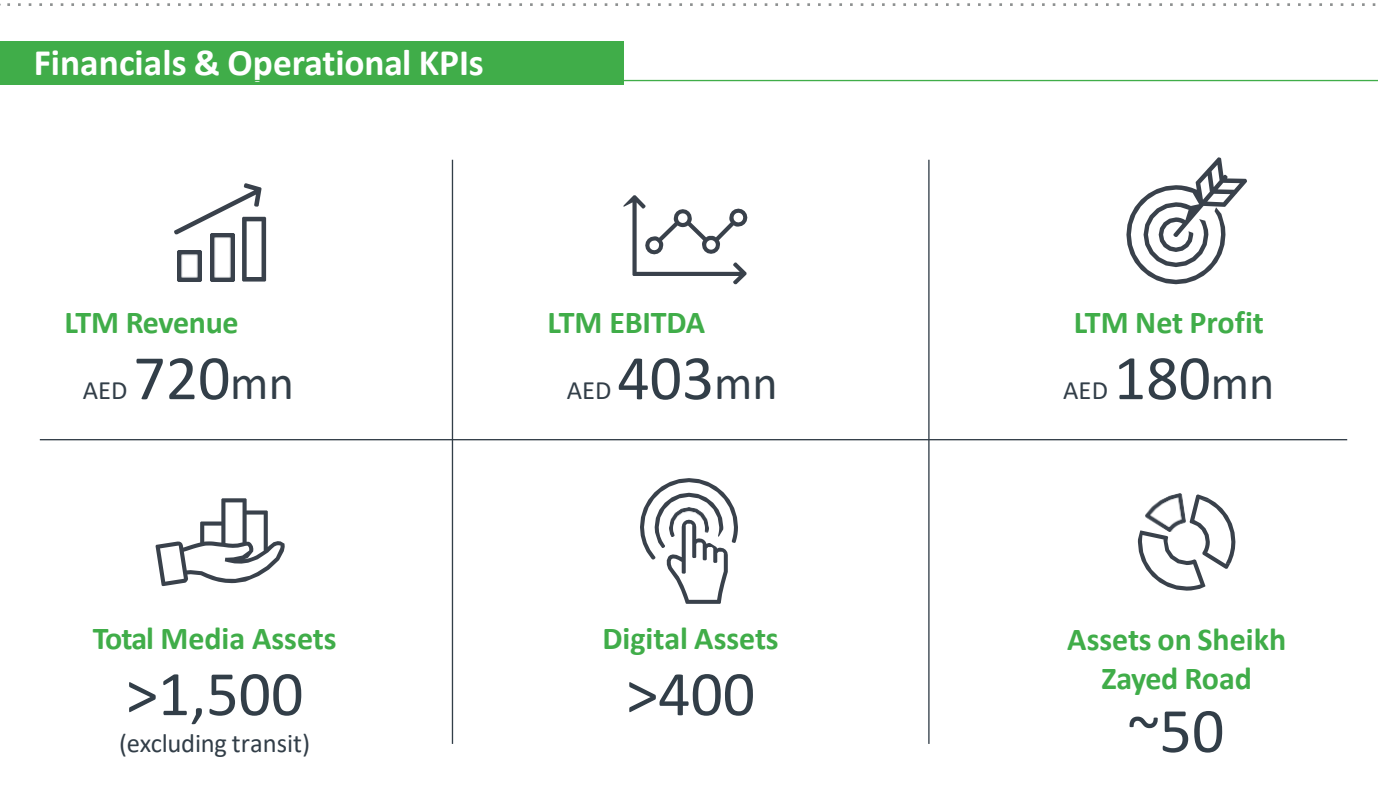 Financials & Operational KPIs
LTM Revenue
AED 720mn
LTM EBITDA
AED 403mn
LTM Net Profit
AED 180mn
Total Media Assets
>1,500
(excluding transit)
Digital Assets
>400
Assets on Sheikh
Zayed Road
~50